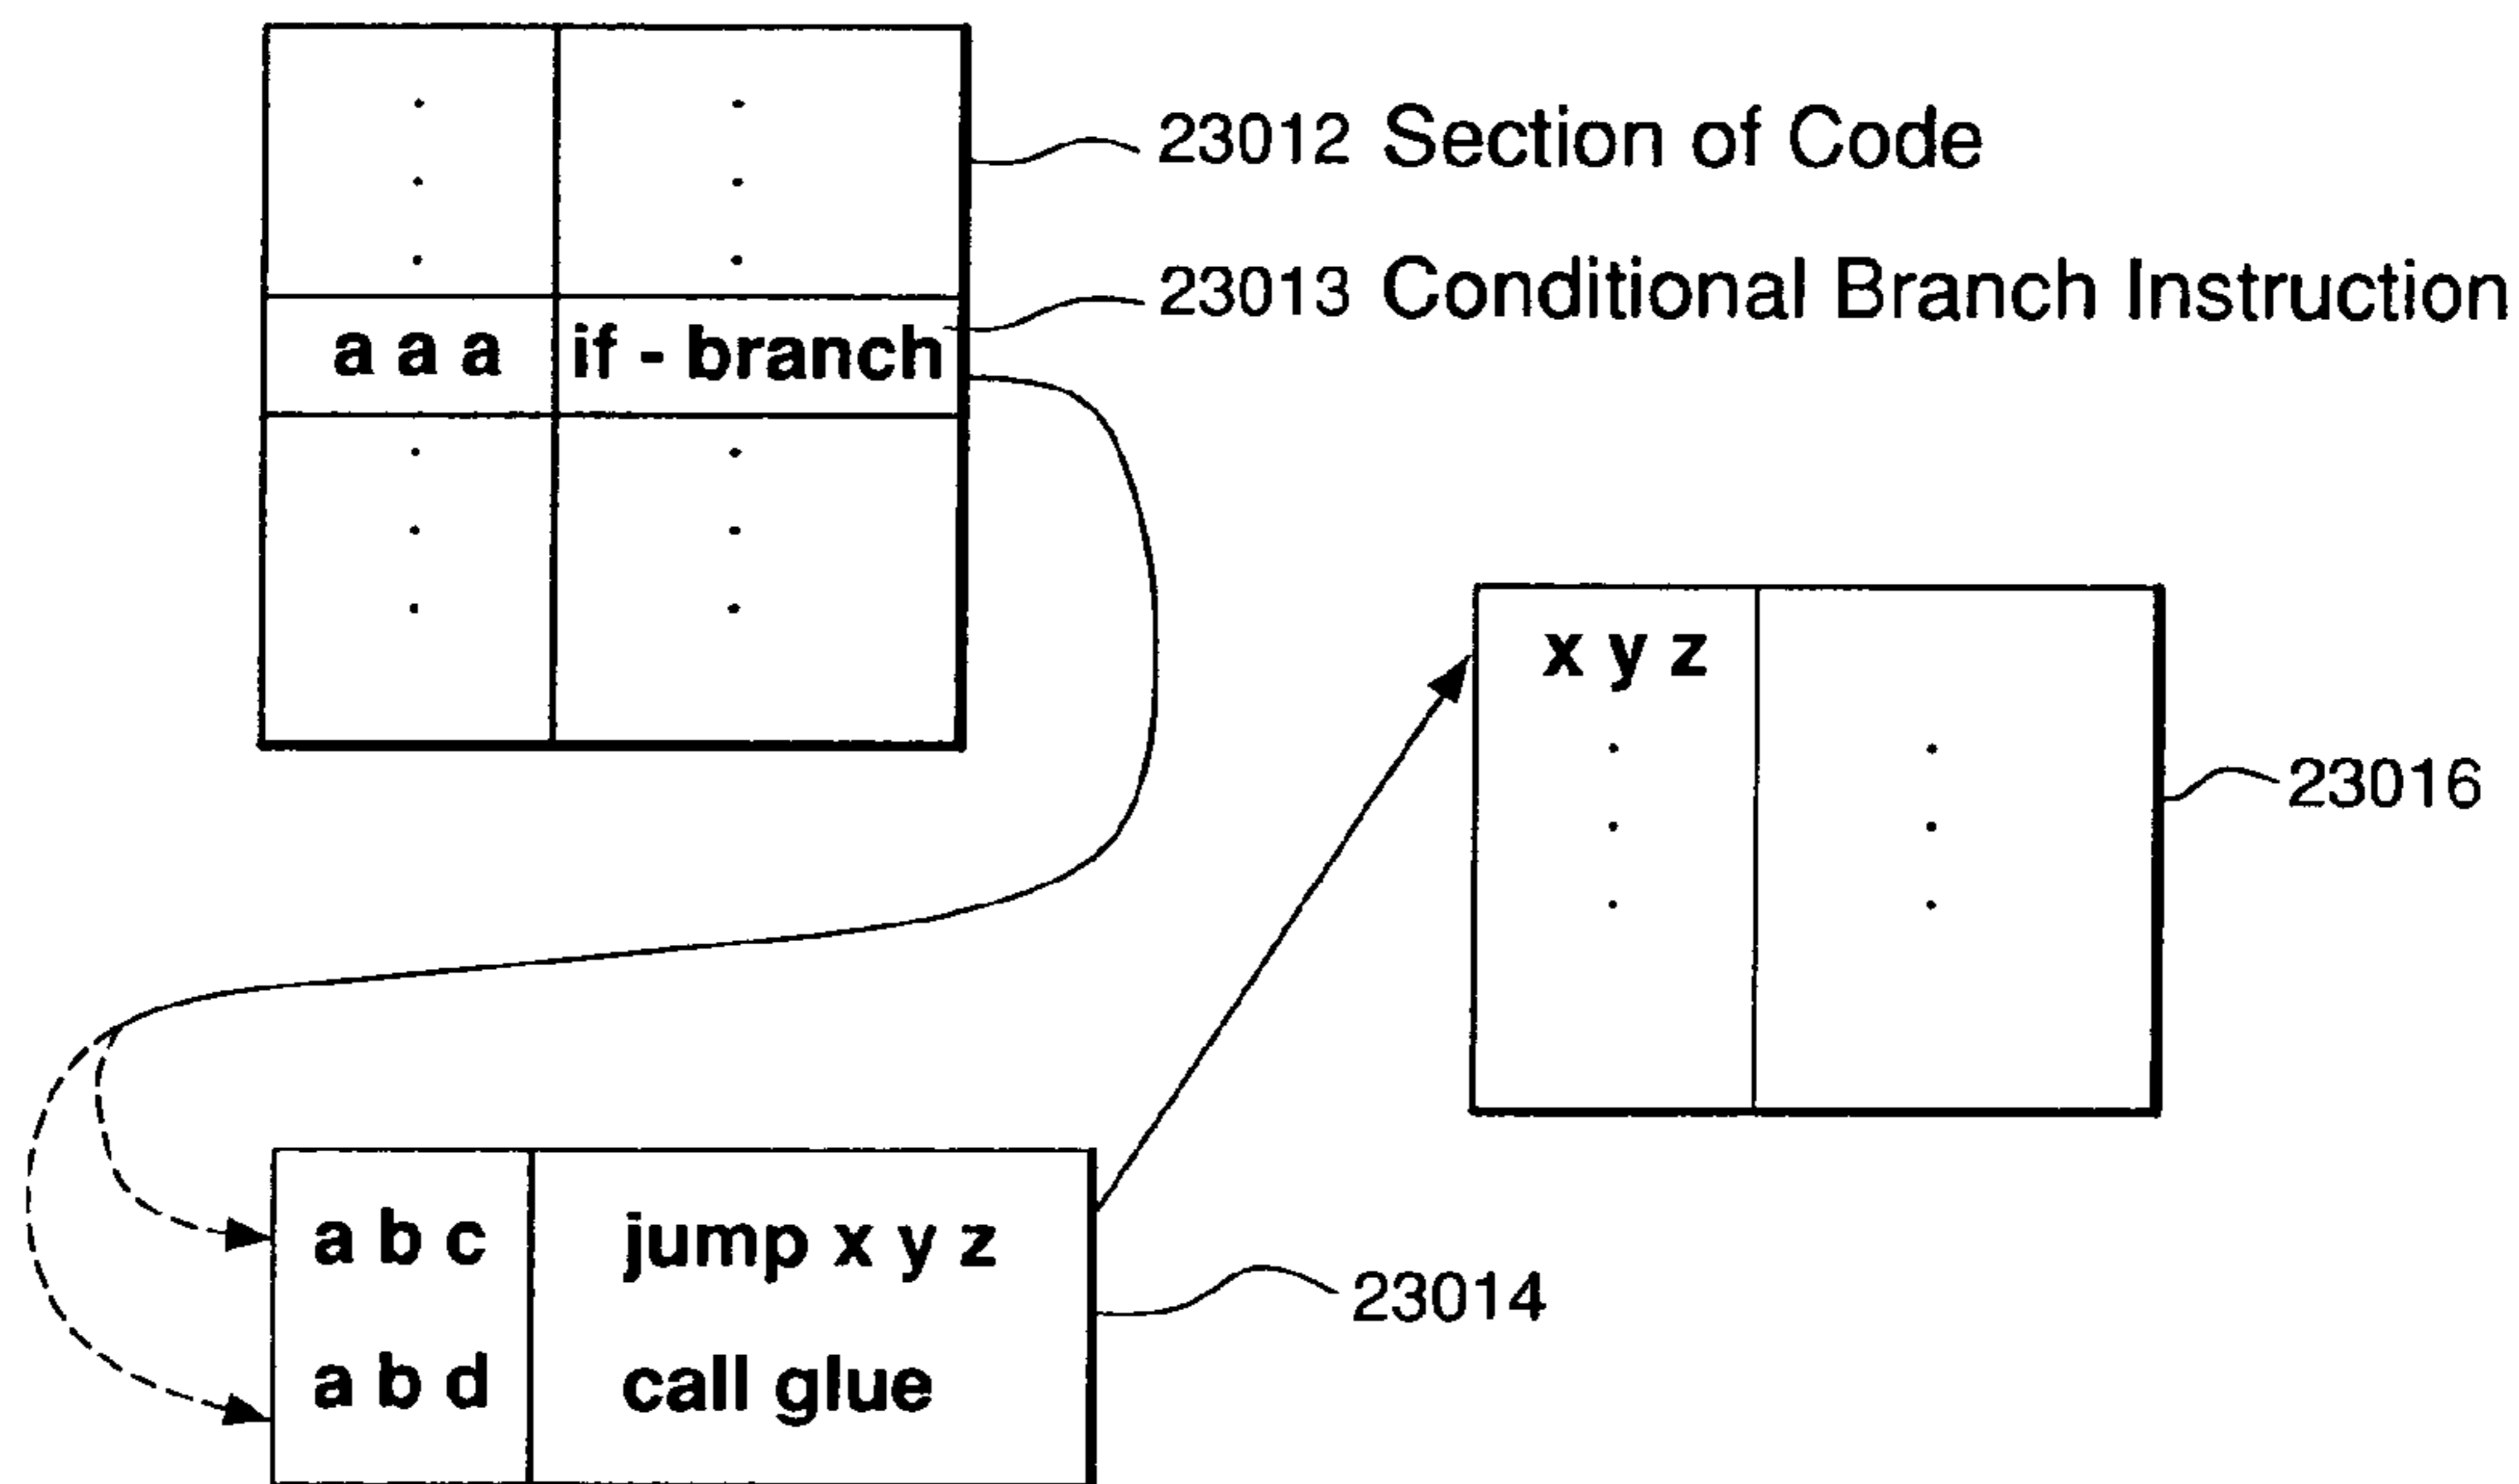 23012 Section of Code
23013 Conditional Branch Instruction
a a a if - branch
x y z
23016
a b c jump x y z
23014
a b d call glue